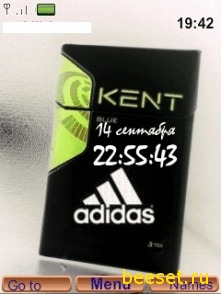 19:42
KENT
BLUE
14 сентября
22:55:43
adidas
Go to Menu Names
beeset.ru